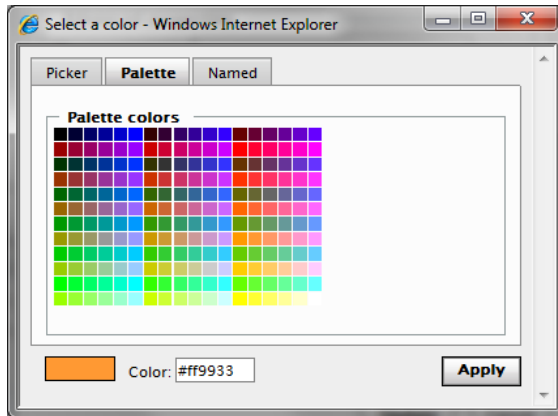 Select a color - Windows Internet Explorer
Picker Palette Named
Palette colors
Color: #ff9933 Apply